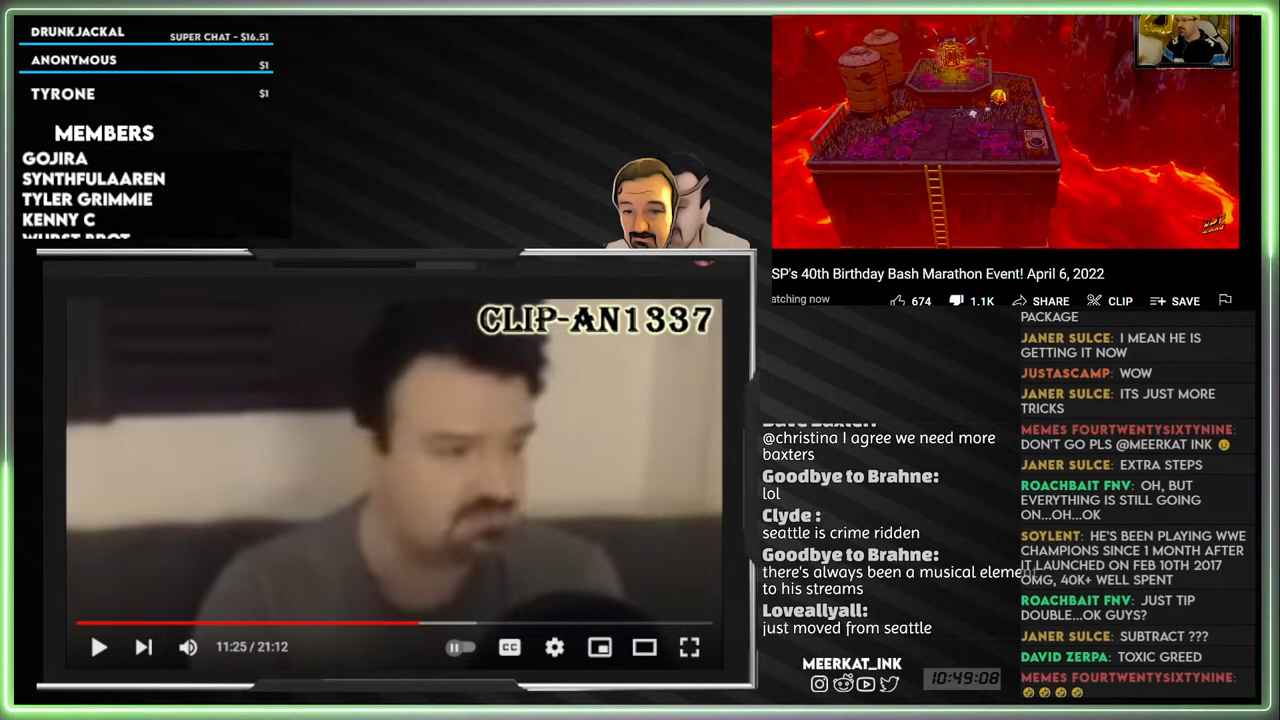 DRUNKJACKAL SUPER CHAT - $16.51
ANONYMOUS $1
TYRONE $1
MEMBERS
GOJIRA
SYNTHFULAAREN
TYLER GRIMMIE
KENNY C
WURST BROT
SP's 40th Birthday Bash Marathon Event! April 6, 2022
atching now 674 1.1K SHARE CLIP SAVE
CLIP-AN1337
11:25 / 21:12
CC
Dave Baxter:
@christina I agree we need more
baxters
Goodbye to Brahne:
lol
Clyde :
seattle is crime ridden
Goodbye to Brahne:
there's always been a musical elemen
to his streams
Loveallyall:
just moved from seattle
MEERKAT_INK
10:49:08
PACKAGE
JANER SULCE: I MEAN HE IS
GETTING IT NOW
JUSTASCAMP: WOW
JANER SULCE: ITS JUST MORE
TRICKS
MEMES FOURTWENTYSIXTYNINE:
DON'T GO PLS @MEERKAT INK
JANER SULCE: EXTRA STEPS
ROACHBAIT FNV: OH, BUT
EVERYTHING IS STILL GOING
ON...OH...OK
SOYLENT: HE'S BEEN PLAYING WWE
CHAMPIONS SINCE 1 MONTH AFTER
IT LAUNCHED ON FEB 10TH 2017
OMG, 40K+ WELL SPENT
ROACHBAIT FNV: JUST TIP
DOUBLE...OK GUYS?
JANER SULCE: SUBTRACT ???
DAVID ZERPA: TOXIC GREED
MEMES FOURTWENTYSIXTYNINE: